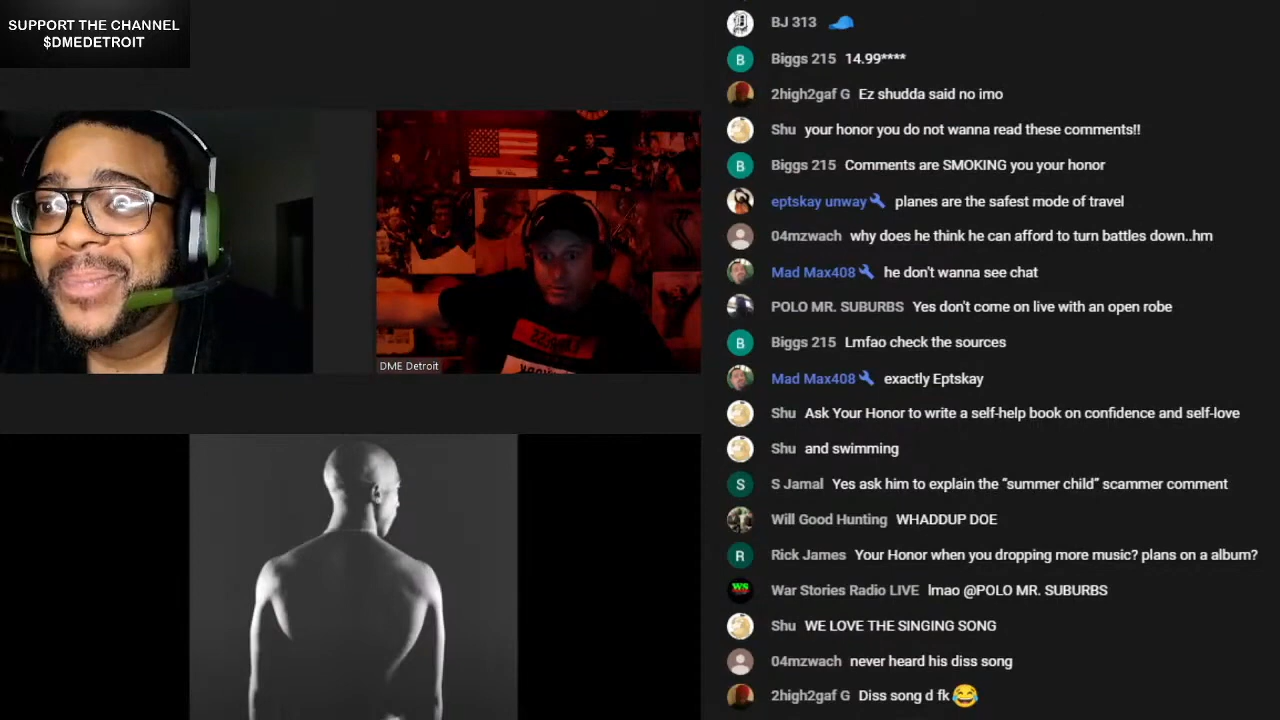 SUPPORT THE CHANNEL
$DMEDETROIT
DME Detroit
BJ 313 🧢
B Biggs 215 14.99****
2high2gaf G Ez shudda said no imo
Shu your honor you do not wanna read these comments!!
B Biggs 215 Comments are SMOKING you your honor
eptskay unway planes are the safest mode of travel
04mzwach why does he think he can afford to turn battles down..hm
Mad Max408 he don't wanna see chat
POLO MR. SUBURBS Yes don't come on live with an open robe
B Biggs 215 Lmfao check the sources
Mad Max408 exactly Eptskay
Shu Ask Your Honor to write a self-help book on confidence and self-love
Shu and swimming
S S Jamal Yes ask him to explain the “summer child” scammer comment
Will Good Hunting WHADDUP DOE
R Rick James Your Honor when you dropping more music? plans on a album?
WS War Stories Radio LIVE lmao @POLO MR. SUBURBS
Shu WE LOVE THE SINGING SONG
04mzwach never heard his diss song
2high2gaf G Diss song d fk 😂